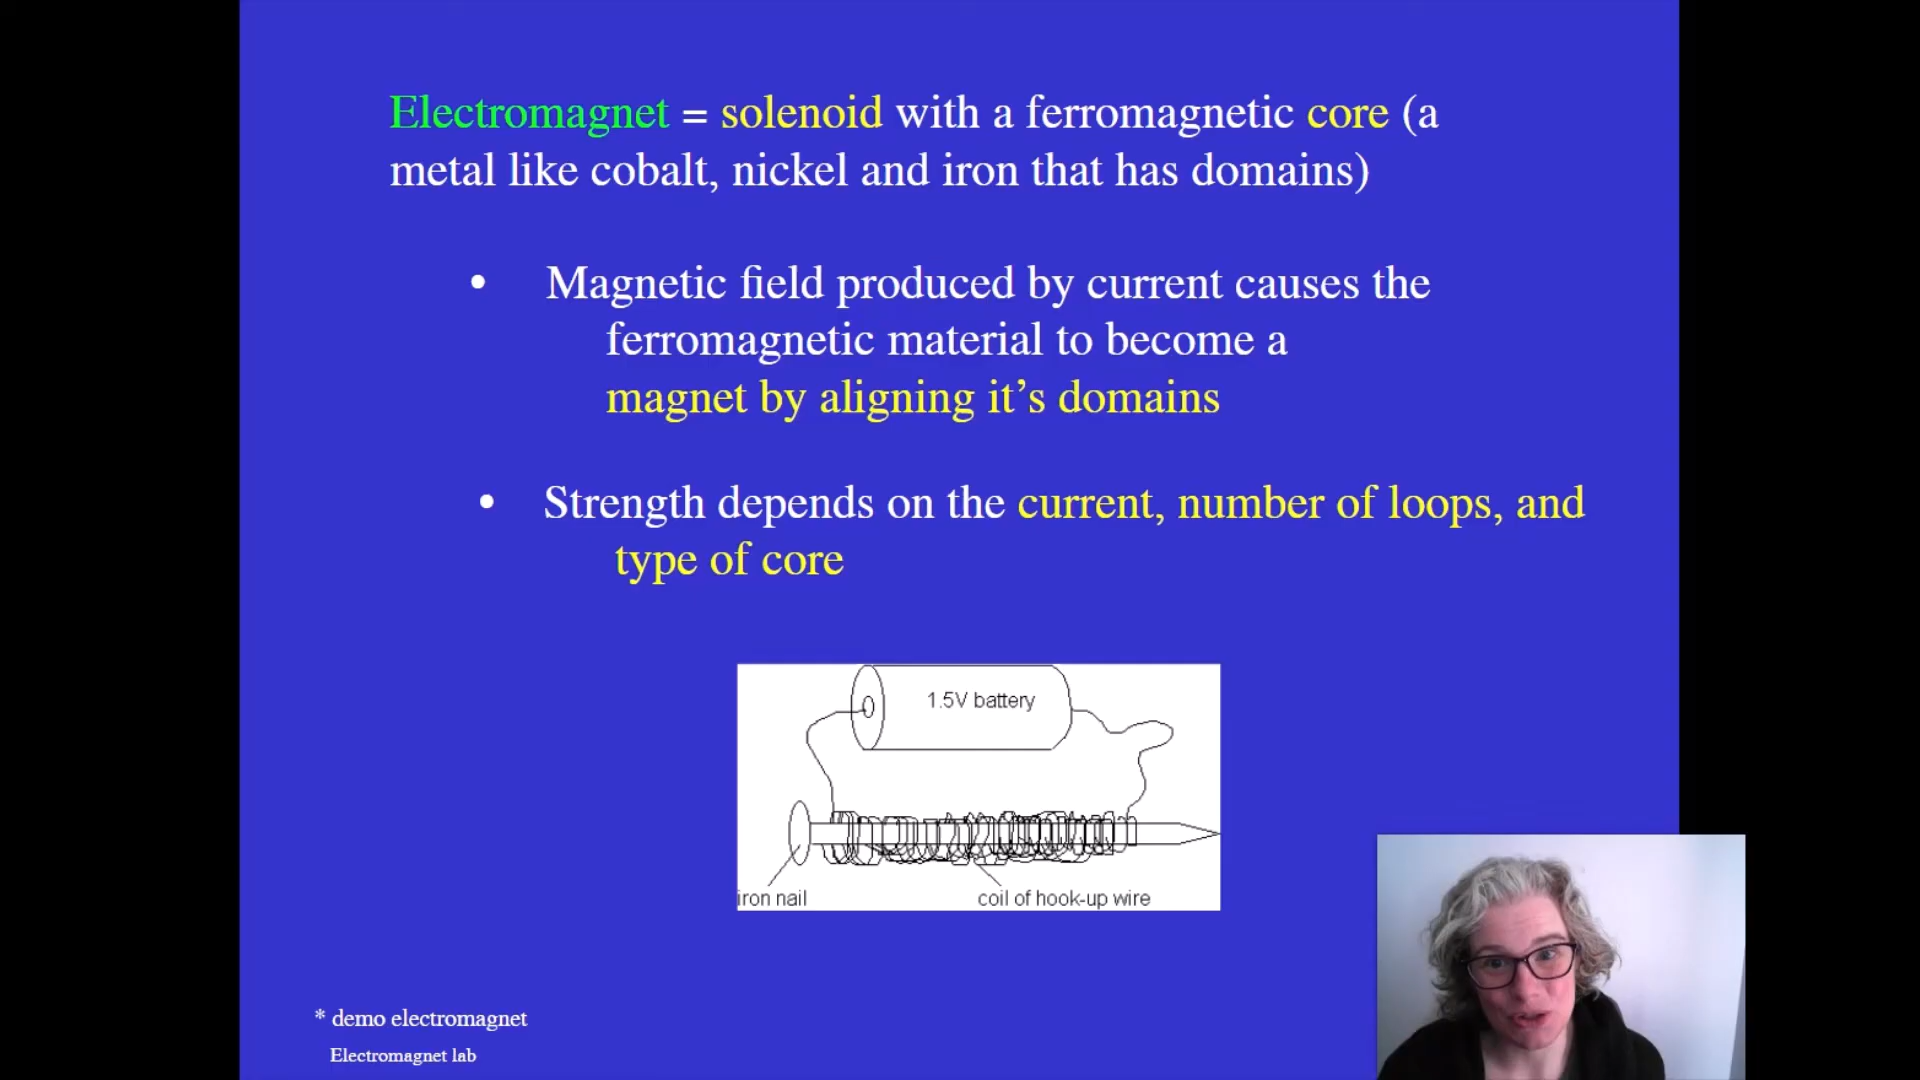 Electromagnet = solenoid with a ferromagnetic core (a
metal like cobalt, nickel and iron that has domains)
• Magnetic field produced by current causes the
ferromagnetic material to become a
magnet by aligning it’s domains
• Strength depends on the current, number of loops, and
type of core
1.5V battery
iron nail
coil of hook-up wire
* demo electromagnet
Electromagnet lab